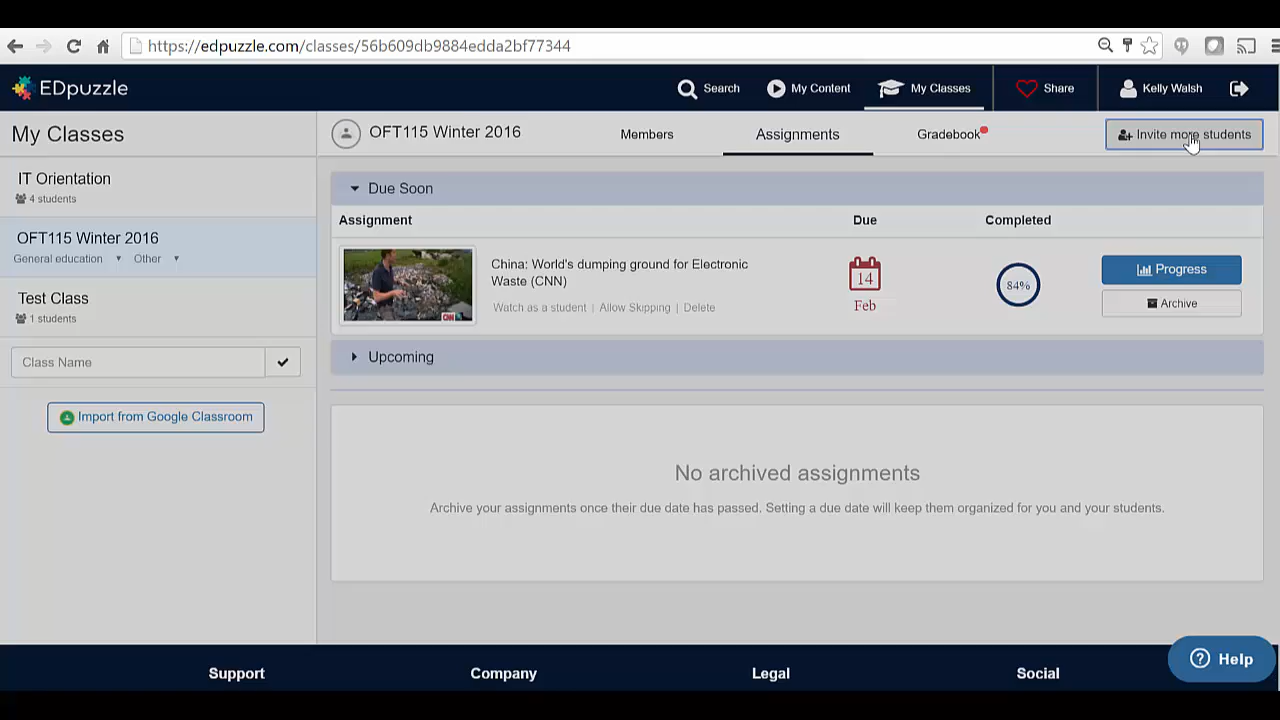 https://edpuzzle.com/classes/56b609db9884edda2bf77344
EDpuzzle
Search
My Content
My Classes
Share
Kelly Walsh
My Classes
OFT115 Winter 2016
Members
Assignments
Gradebook
Invite more students
IT Orientation
4 students
OFT115 Winter 2016
General education
Other
Test Class
1 students
Class Name
Import from Google Classroom
Due Soon
Assignment
Due
Completed
China: World's dumping ground for Electronic
Waste (CNN)
Watch as a student | Allow Skipping | Delete
14
Feb
84%
Progress
Archive
CNN
Upcoming
No archived assignments
Archive your assignments once their due date has passed. Setting a due date will keep them organized for you and your students.
Support
Company
Legal
Social
Help